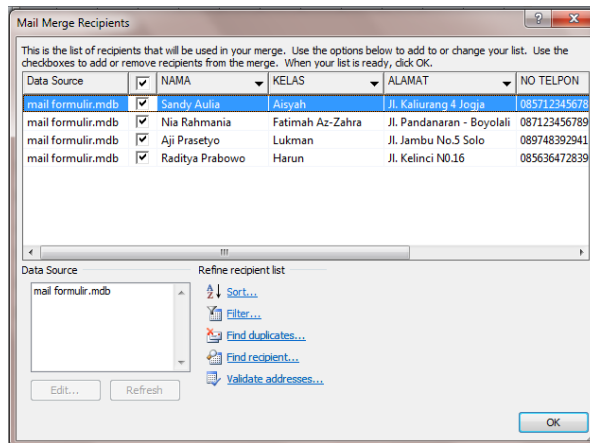 Mail Merge Recipients
This is the list of recipients that will be used in your merge. Use the options below to add to or change your list. Use the
checkboxes to add or remove recipients from the merge. When your list is ready, click OK.
Data Source NAMA KELAS ALAMAT NO TELPON
mail formulir.mdb Sandy Aulia Aisyah Jl. Kaliurang 4 Jogja 085712345678
mail formulir.mdb Nia Rahmania Fatimah Az-Zahra Jl. Pandanaran - Boyolali 087123456789
mail formulir.mdb Aji Prasetyo Lukman Jl. Jambu No.5 Solo 089748392941
mail formulir.mdb Raditya Prabowo Harun Jl. Kelinci N0.16 085636472839
Data Source Refine recipient list
mail formulir.mdb
Sort...
Filter...
Find duplicates...
Find recipient...
Validate addresses...
Edit... Refresh
OK